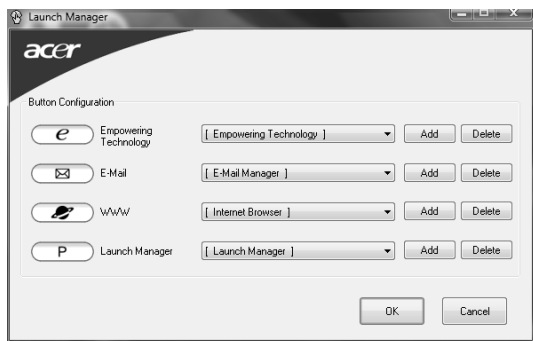 Launch Manager
acer
Button Configuration
e Empowering Technology [ Empowering Technology ] Add Delete
E-Mail [ E-Mail Manager ] Add Delete
WWW [ Internet Browser ] Add Delete
P Launch Manager [ Launch Manager ] Add Delete
OK Cancel